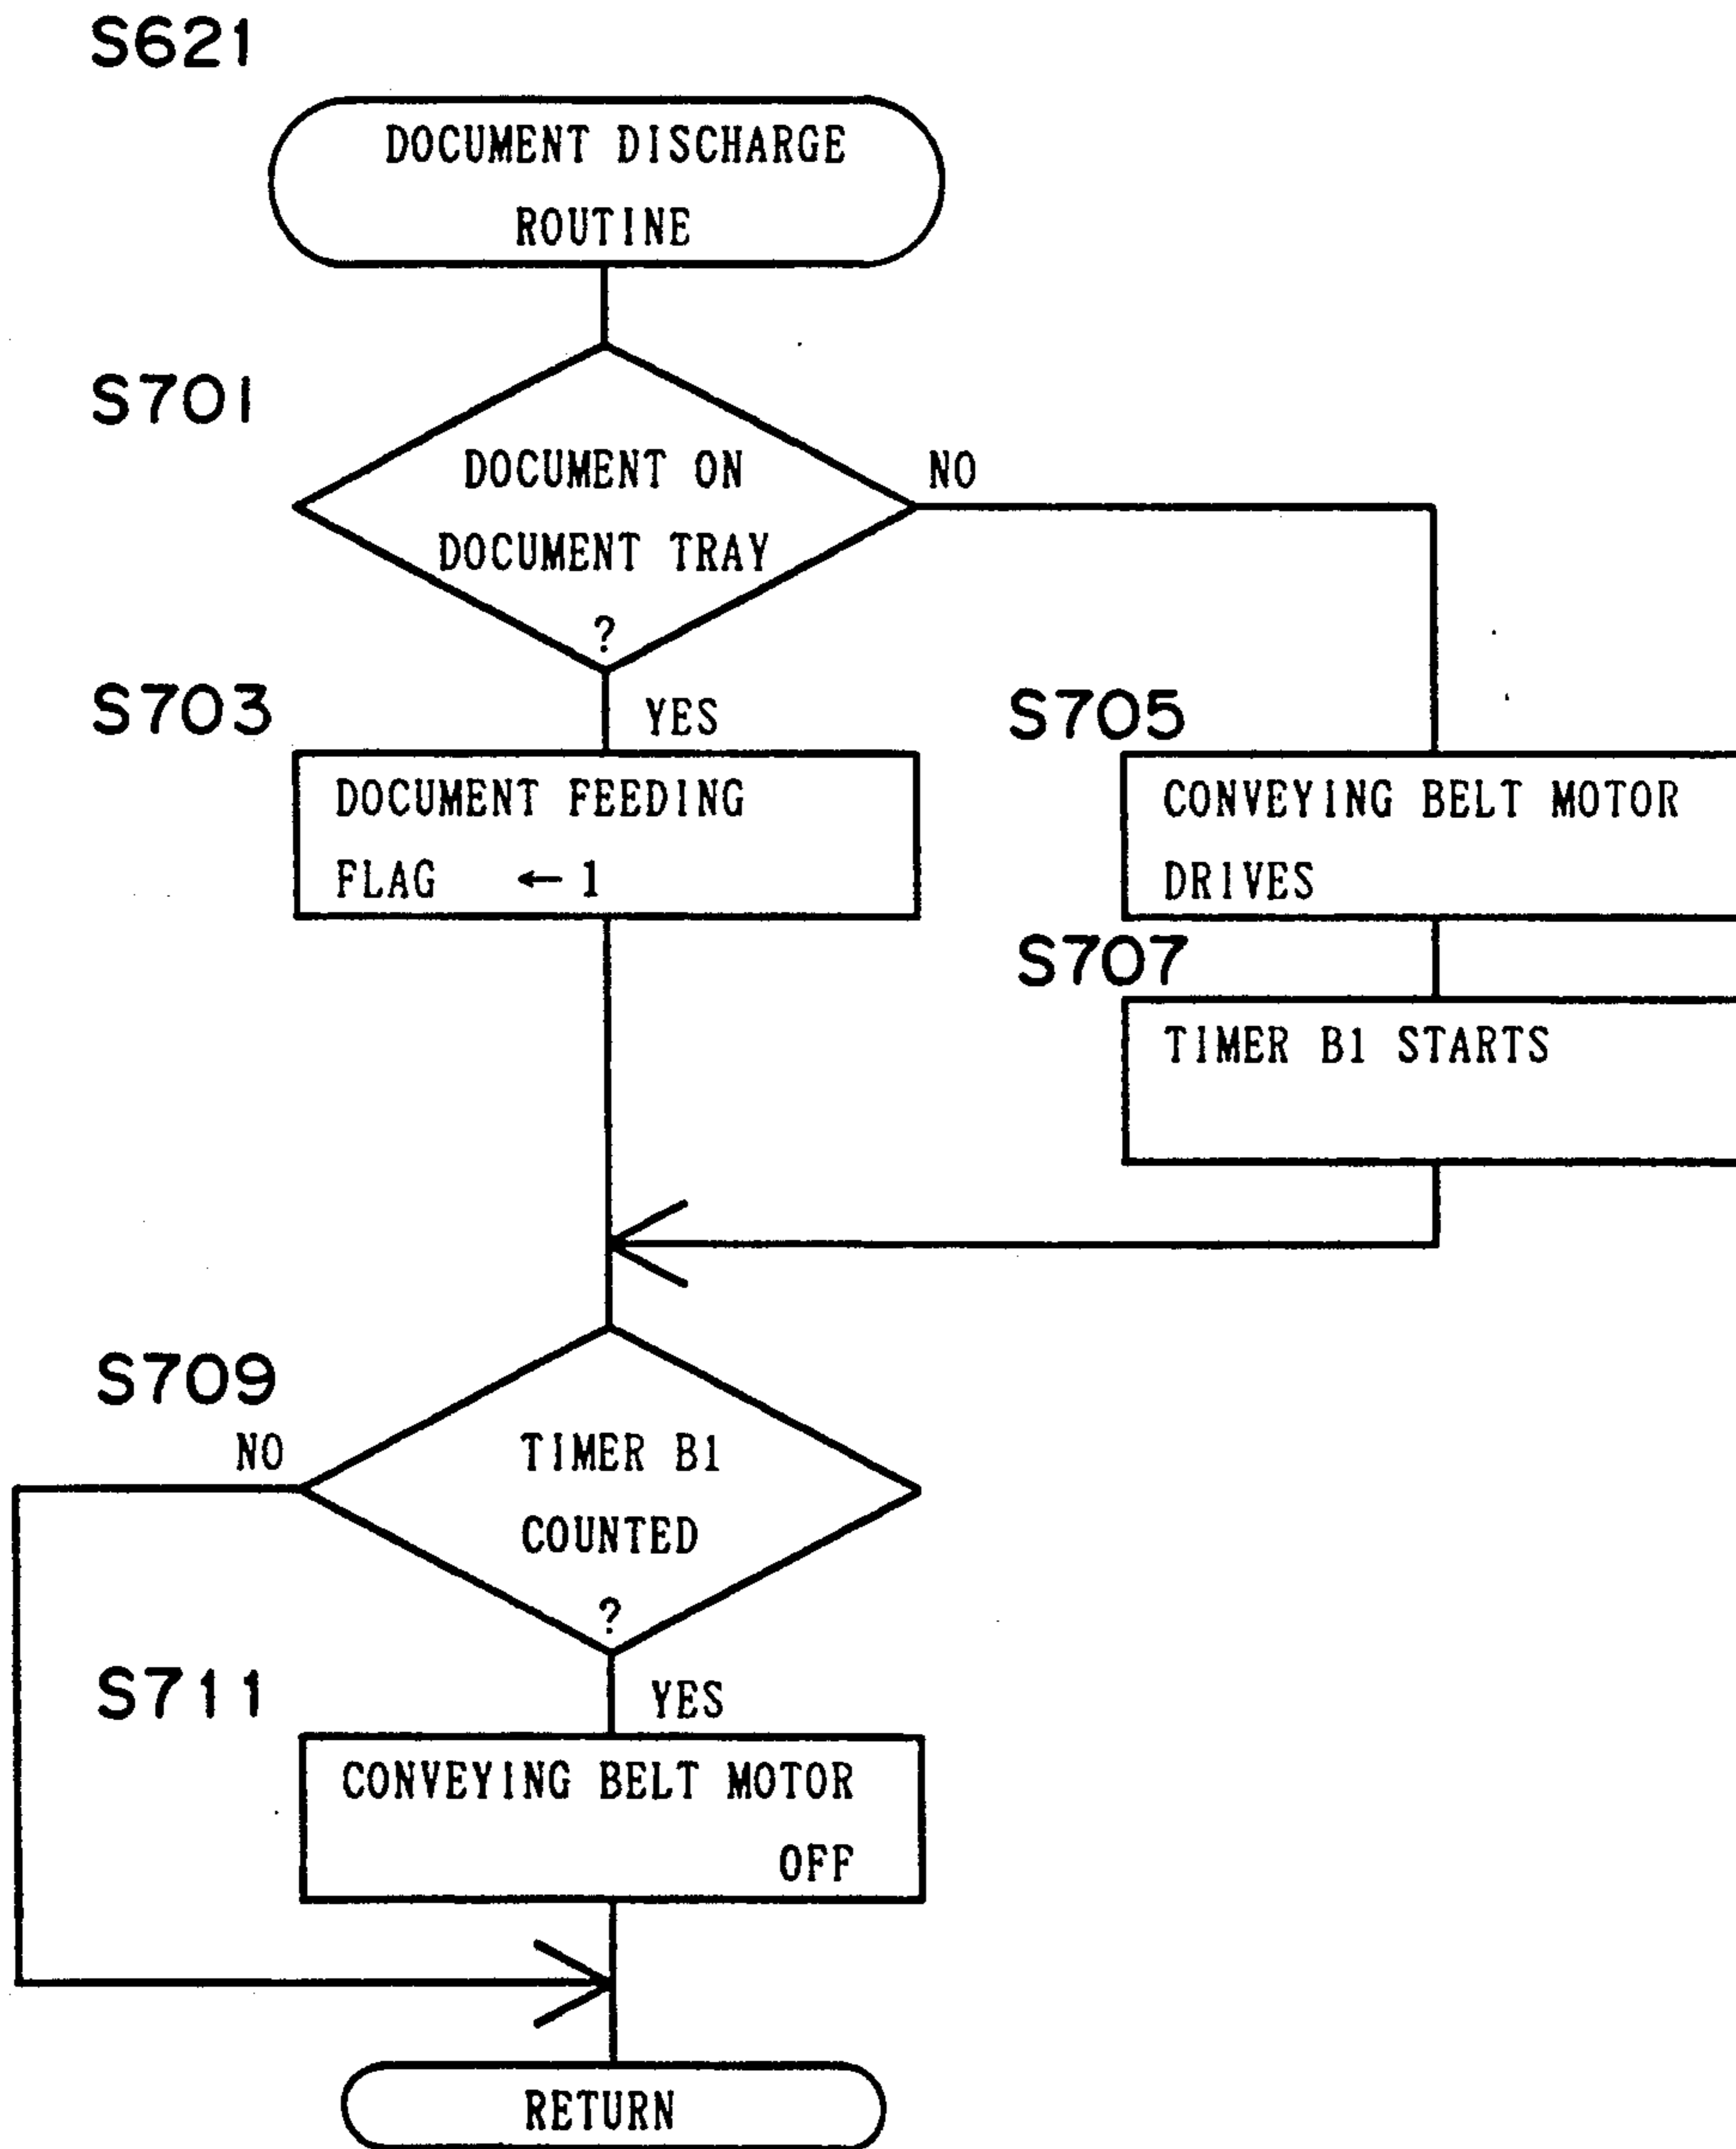 S621
DOCUMENT DISCHARGE
ROUTINE
S701
DOCUMENT ON
DOCUMENT TRAY
?
NO
YES
S703
DOCUMENT FEEDING
FLAG ← 1
S705
CONVEYING BELT MOTOR
DRIVES
S707
TIMER B1 STARTS
S709
NO
TIMER B1
COUNTED
?
YES
S711
CONVEYING BELT MOTOR
OFF
RETURN